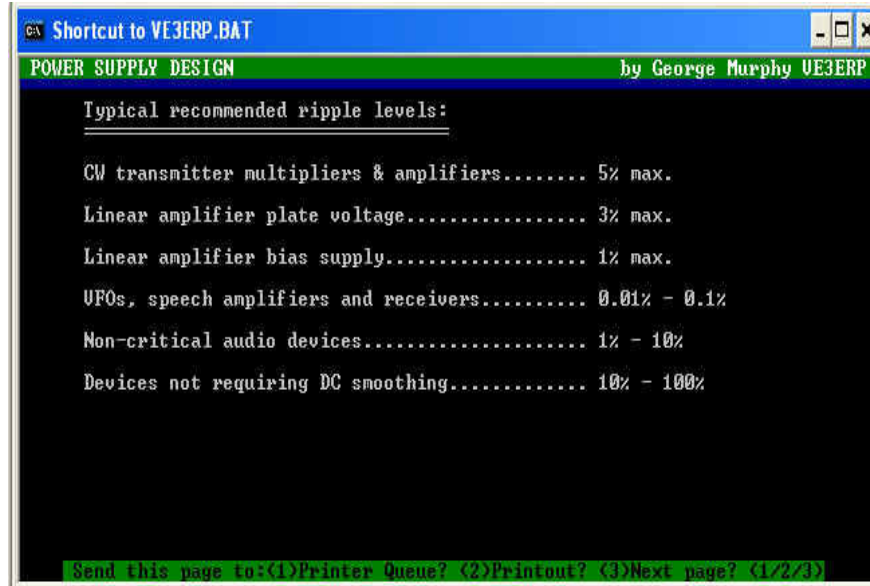 Shortcut to VE3ERP.BAT
POWER SUPPLY DESIGN by George Murphy VE3ERP
Typical recommended ripple levels:
CW transmitter multipliers & amplifiers........ 5% max.
Linear amplifier plate voltage................. 3% max.
Linear amplifier bias supply................... 1% max.
VFOs, speech amplifiers and receivers.......... 0.01% - 0.1%
Non-critical audio devices..................... 1% - 10%
Devices not requiring DC smoothing............. 10% - 100%
Send this page to:(1)Printer Queue? (2)Printout? (3)Next page? (1/2/3)